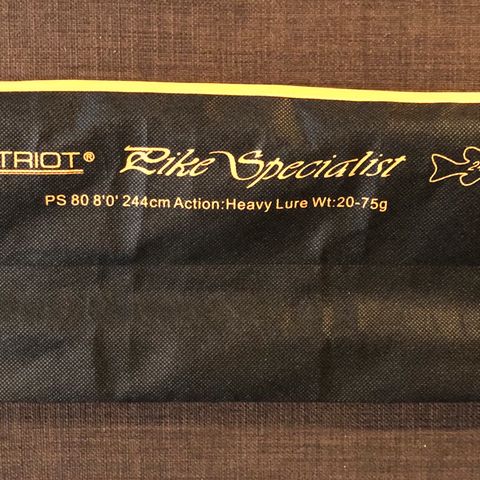 TRIOT® Pike Specialist
PS 80 8'0' 244cm Action:Heavy Lure Wt:20-75g